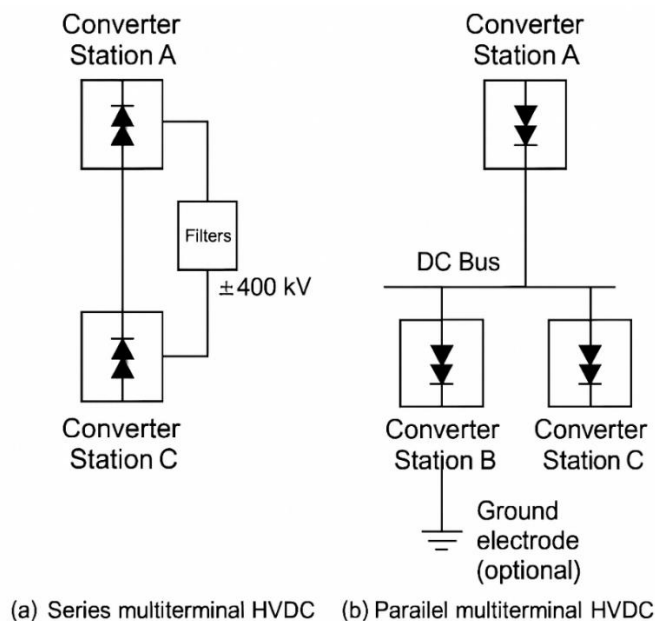 Converter
Station A
Filters
±400 kV
Converter
Station C
(a) Series multiterminal HVDC
Converter
Station A
DC Bus
Converter
Station B
Converter
Station C
Ground
electrode
(optional)
(b) Parailel multiterminal HVDC